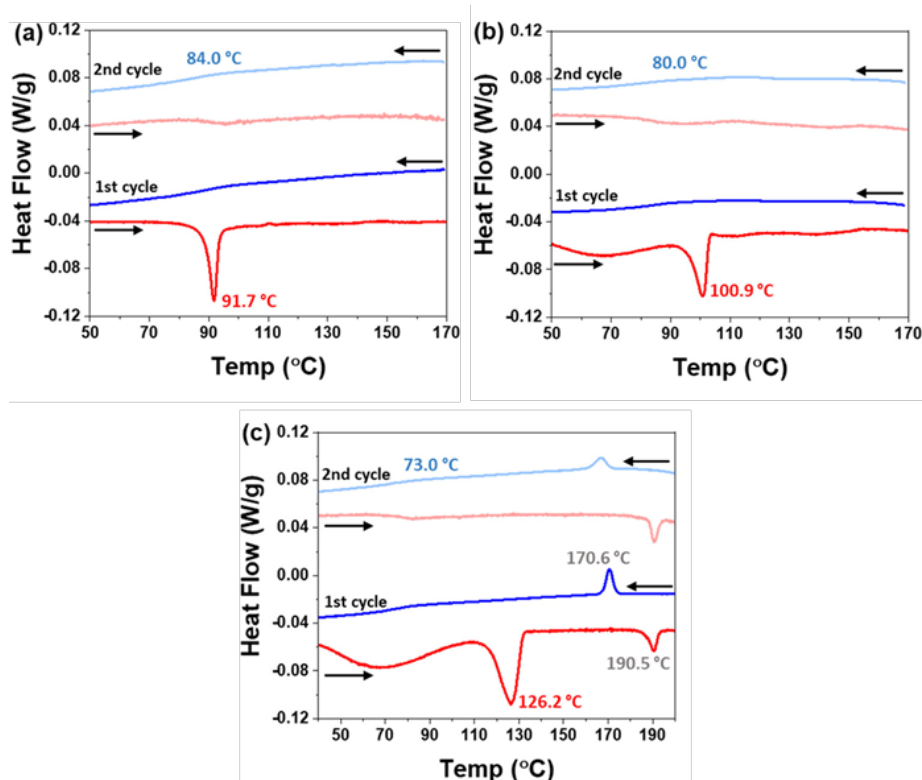 (a)
Heat Flow (W/g)
0.12
0.08
0.04
0.00
-0.04
-0.08
-0.12
84.0 °C
2nd cycle
1st cycle
91.7 °C
50 70 90 110 130 150 170
Temp (°C)
(b)
Heat Flow (W/g)
0.12
0.08
0.04
0.00
-0.04
-0.08
-0.12
80.0 °C
2nd cycle
1st cycle
100.9 °C
50 70 90 110 130 150 170
Temp (°C)
(c)
Heat Flow (W/g)
0.12
0.08
0.04
0.00
-0.04
-0.08
-0.12
73.0 °C
2nd cycle
170.6 °C
1st cycle
190.5 °C
126.2 °C
50 70 90 110 130 150 170 190
Temp (°C)